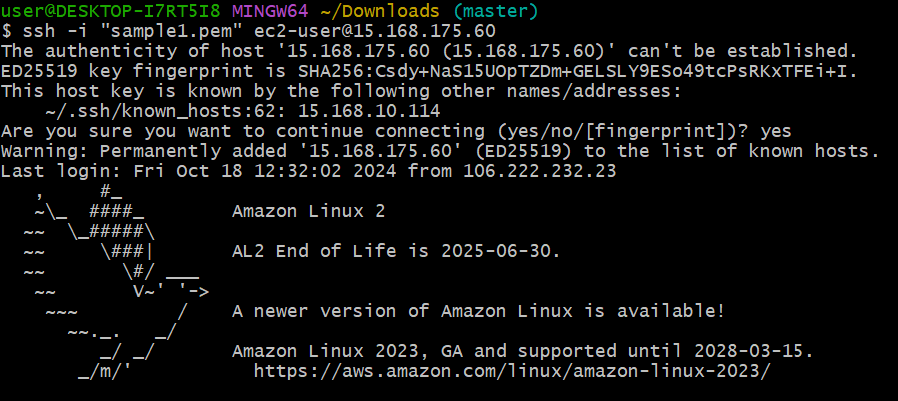 user@DESKTOP-I7RT5I8 MINGW64 ~/Downloads (master)
$ ssh -i "sample1.pem" ec2-user@15.168.175.60
The authenticity of host '15.168.175.60 (15.168.175.60)' can't be established.
ED25519 key fingerprint is SHA256:Csdy+NaS15UOpTZDm+GELSLY9ESo49tcPsRKxTFEi+I.
This host key is known by the following other names/addresses:
    ~/.ssh/known_hosts:62: 15.168.10.114
Are you sure you want to continue connecting (yes/no/[fingerprint])? yes
Warning: Permanently added '15.168.175.60' (ED25519) to the list of known hosts.
Last login: Fri Oct 18 12:32:02 2024 from 106.222.232.23
   ,     #_
   ~\_  ####_        Amazon Linux 2
  ~~  \_#####\
  ~~     \###|       AL2 End of Life is 2025-06-30.
  ~~       \#/ ___
   ~~       V~' '->
    ~~~         /    A newer version of Amazon Linux is available!
      ~~._.   _/
         _/ _/       Amazon Linux 2023, GA and supported until 2028-03-15.
       _/m/'           https://aws.amazon.com/linux/amazon-linux-2023/